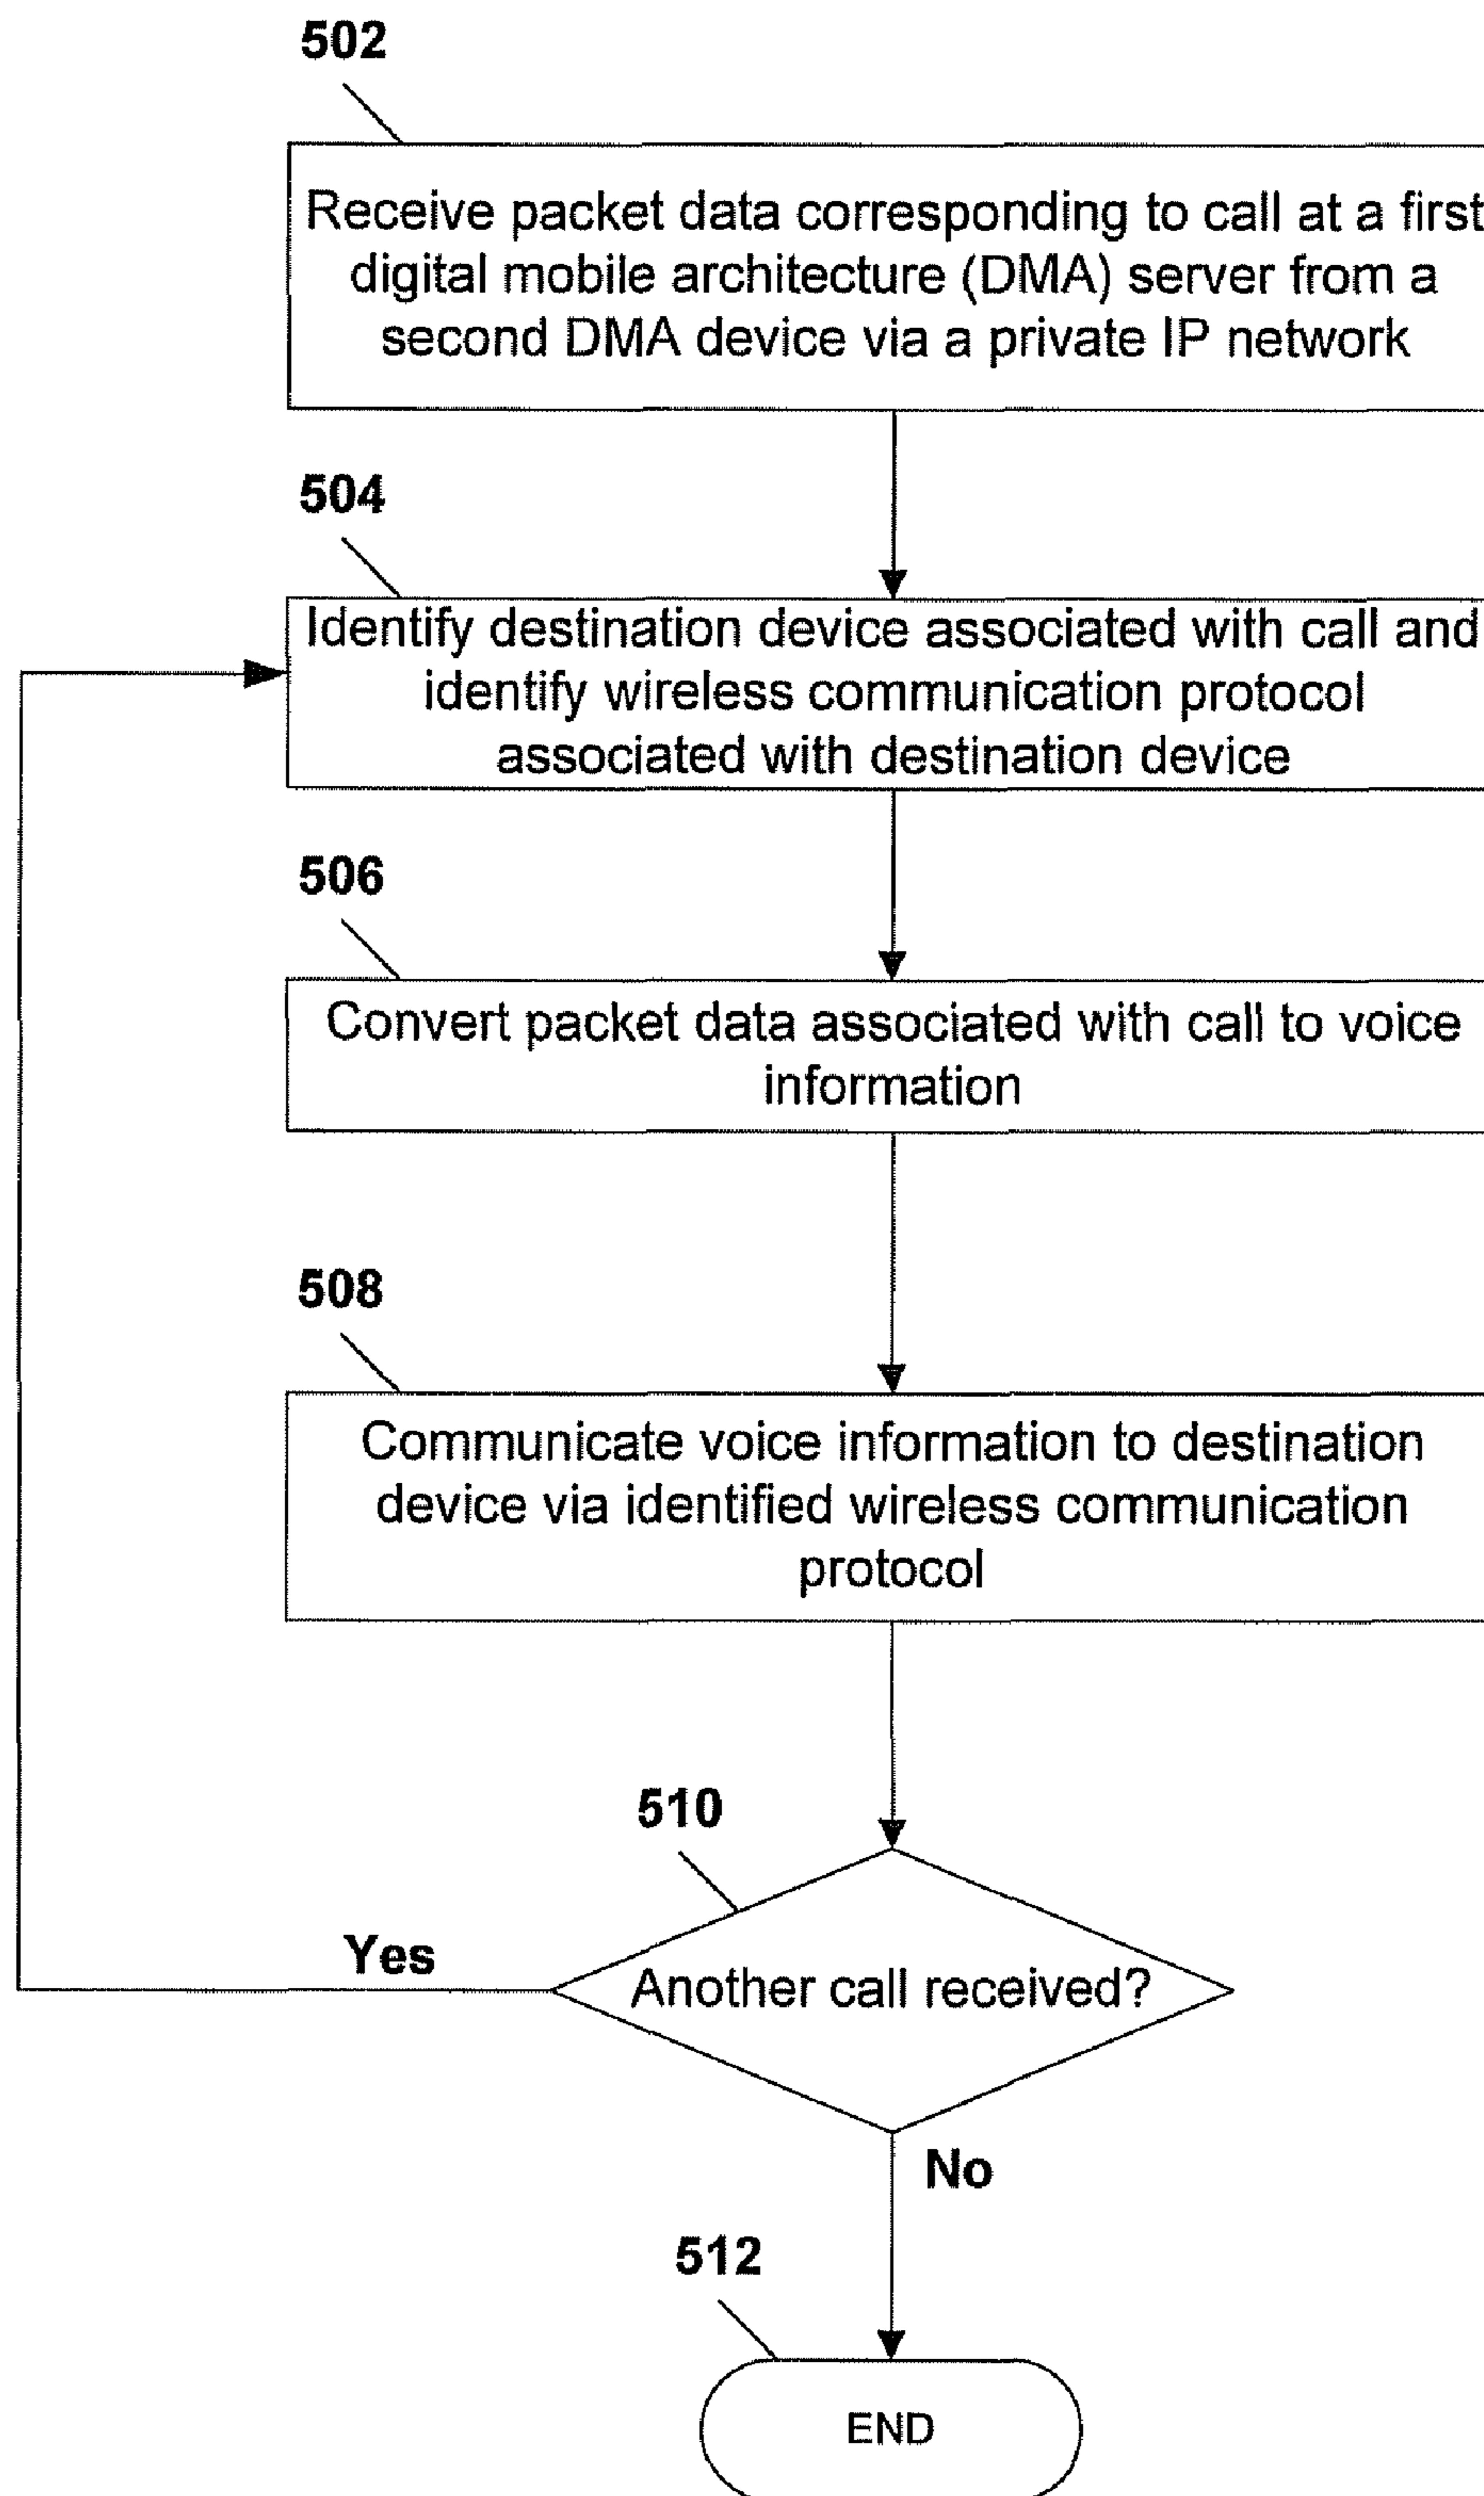 502
Receive packet data corresponding to call at a first
digital mobile architecture (DMA) server from a
second DMA device via a private IP network
504
Identify destination device associated with call and
identify wireless communication protocol
associated with destination device
506
Convert packet data associated with call to voice
information
508
Communicate voice information to destination
device via identified wireless communication
protocol
510
Yes
Another call received?
No
512
END